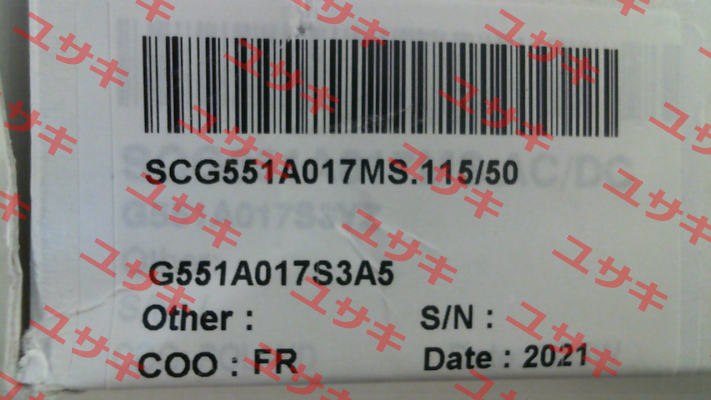 SCG551A017MS.115/50
G551A017S3A5
Other :
S/N :
COO : FR
Date : 2021
ユサキ